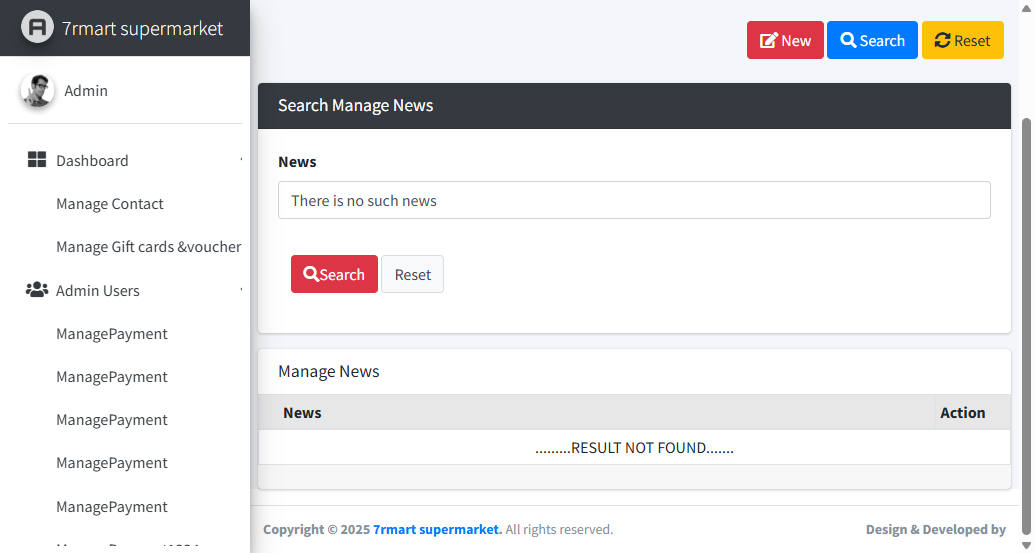 7rmart supermarket
Admin
Dashboard
Manage Contact
Manage Gift cards &voucher
Admin Users
ManagePayment
ManagePayment
ManagePayment
ManagePayment
ManagePayment
New Search Reset
Search Manage News
News
There is no such news
Search Reset
Manage News
News Action
.........RESULT NOT FOUND.......
Copyright © 2025 7rmart supermarket. All rights reserved. Design & Developed by